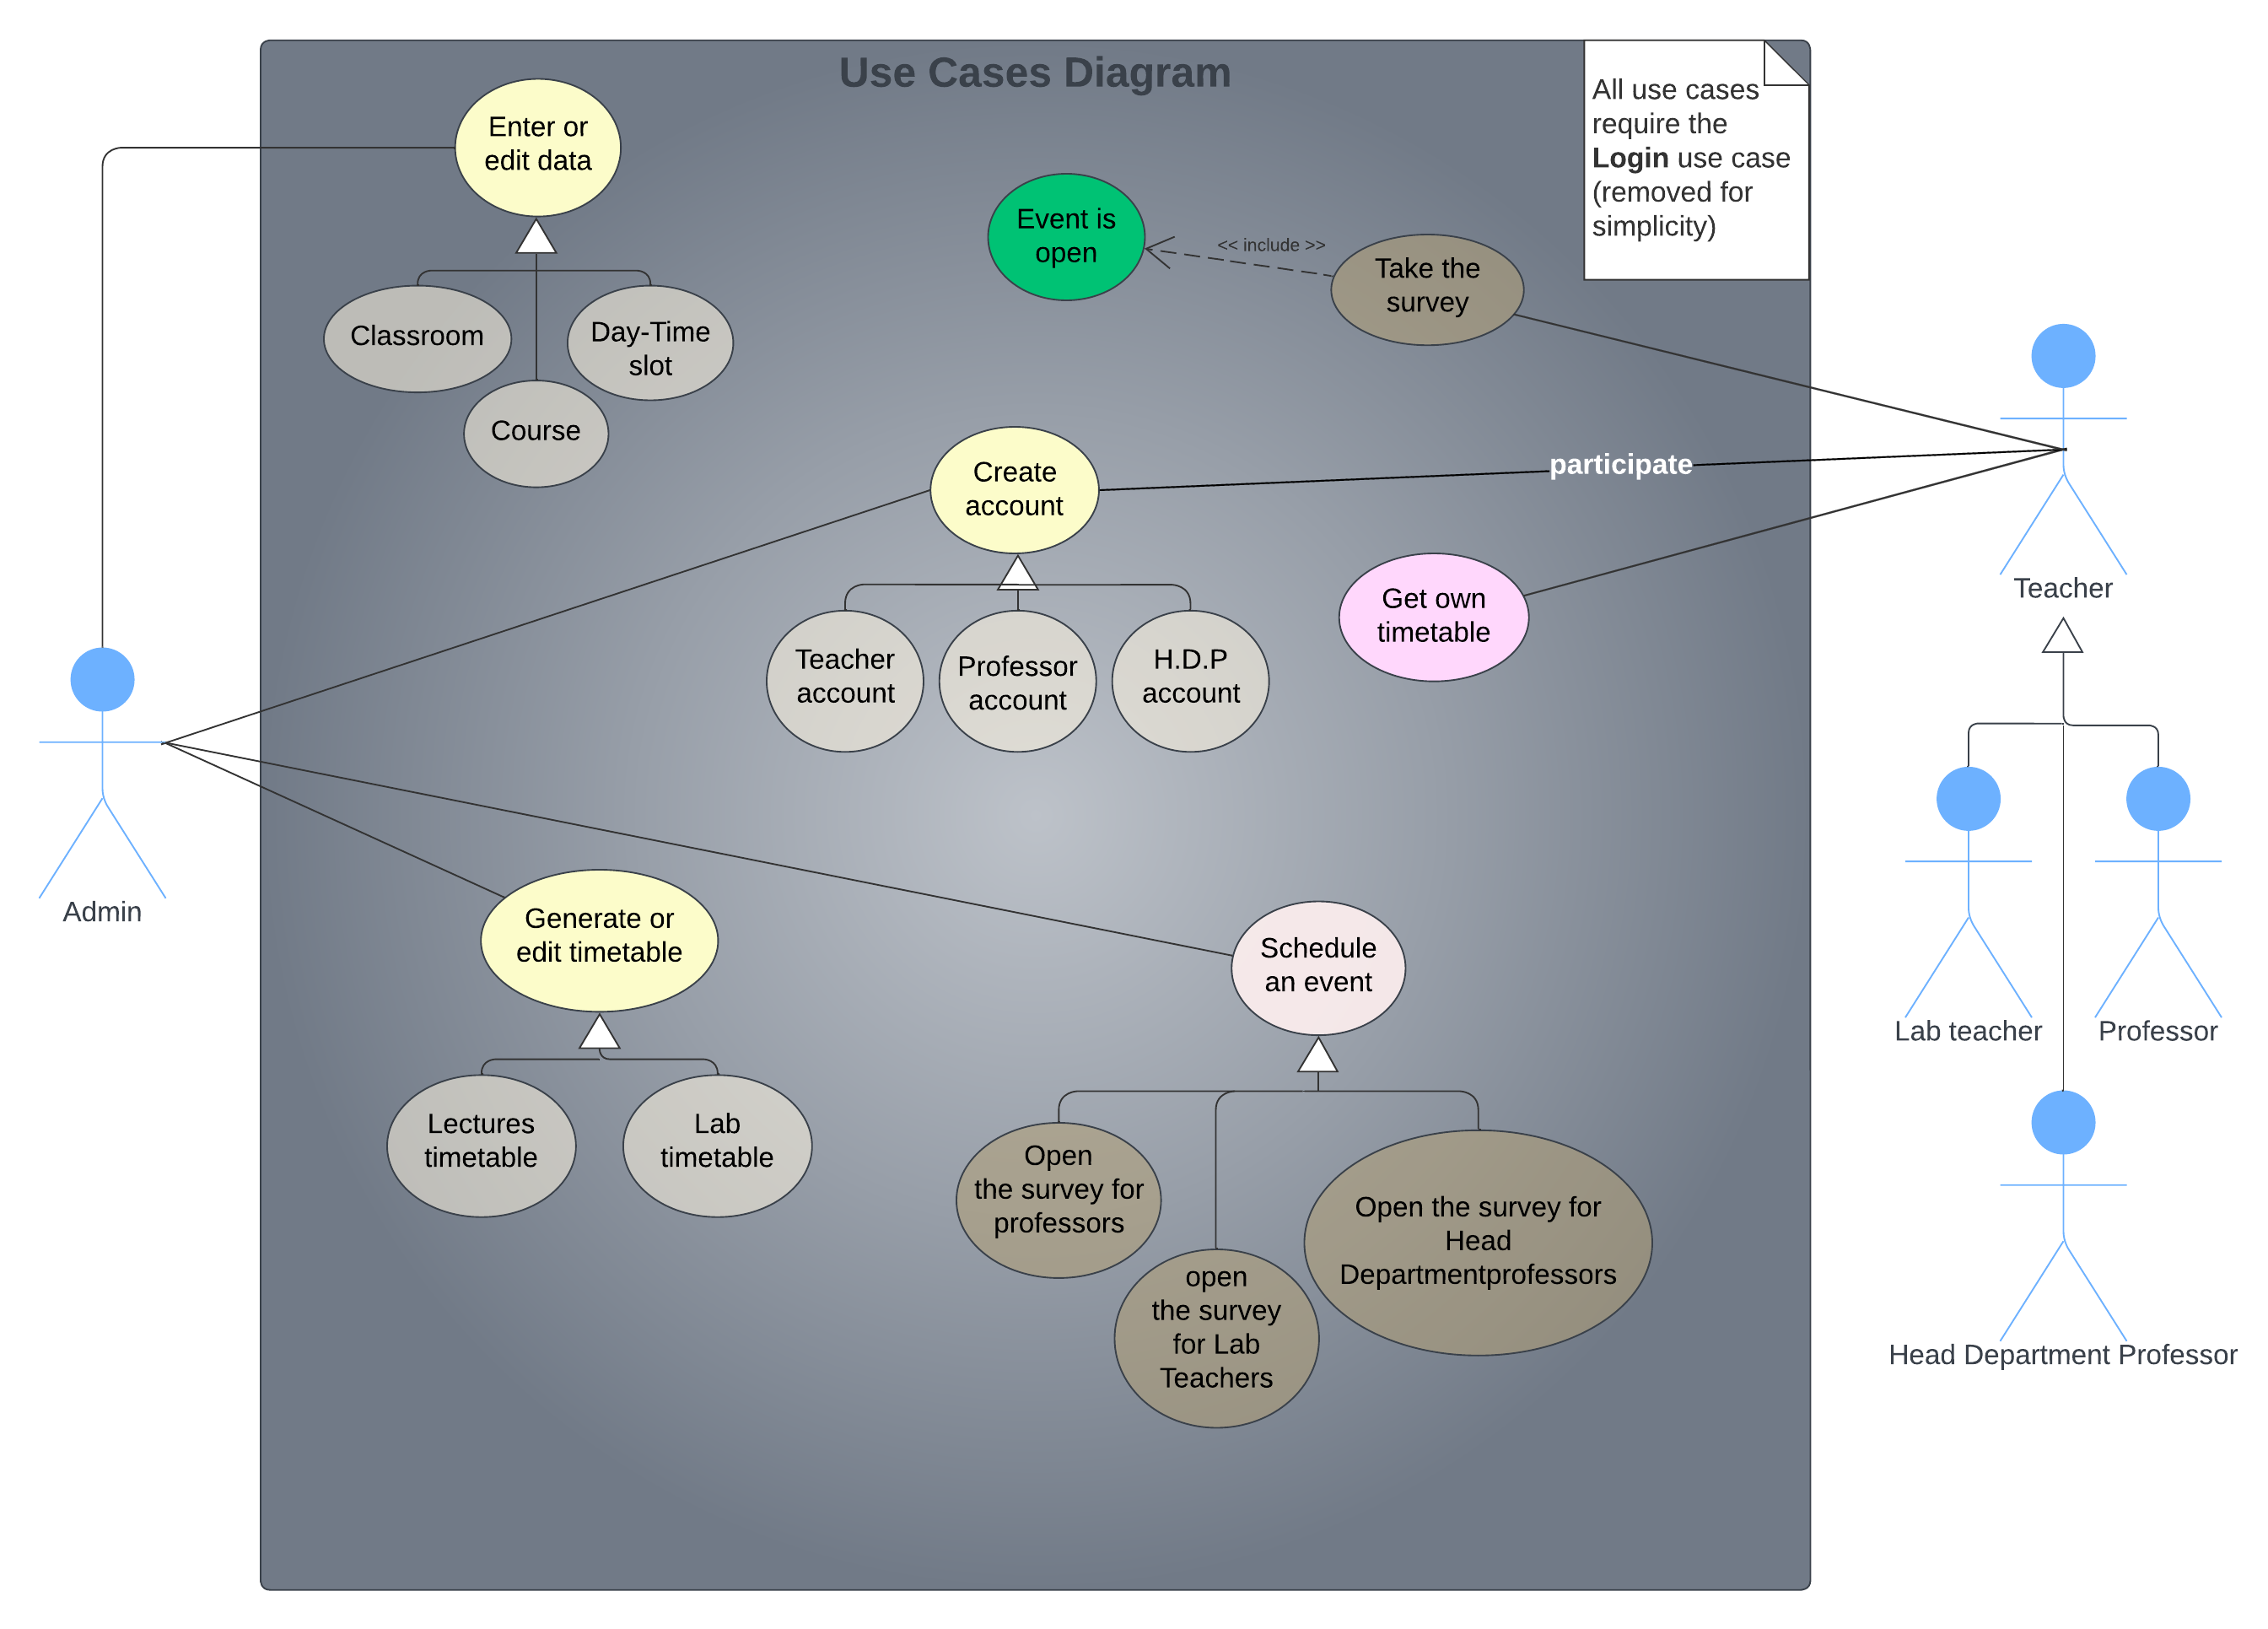 Use Cases Diagram
All use cases
require the
Login use case
(removed for
simplicity)
Enter or
edit data
Classroom
Day-Time
slot
Course
Event is
open
<< include >>
Take the
survey
Create
account
participate
Teacher
account
Professor
account
H.D.P
account
Get own
timetable
Teacher
Admin
Generate or
edit timetable
Lectures
timetable
Lab
timetable
Schedule
an event
Open
the survey for
professors
open
the survey
for Lab
Teachers
Open the survey for
Head
Departmentprofessors
Lab teacher
Professor
Head Department Professor